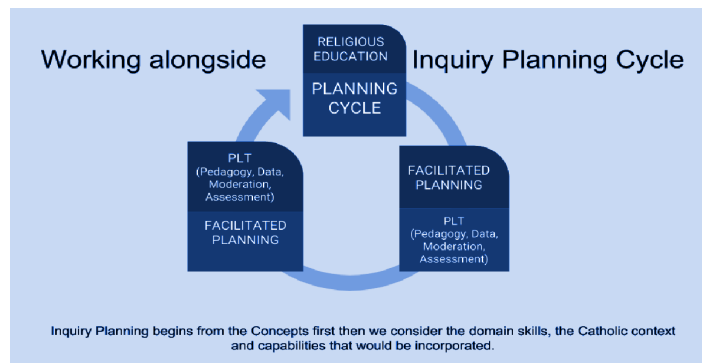 Working alongside
Inquiry Planning Cycle
RELIGIOUS
EDUCATION
PLANNING
CYCLE
PLT
(Pedagogy, Data,
Moderation,
Assessment)
FACILITATED
PLANNING
FACILITATED
PLANNING
PLT
(Pedagogy, Data,
Moderation,
Assessment)
Inquiry Planning begins from the Concepts first then we consider the domain skills, the Catholic context
and capabilities that would be incorporated.